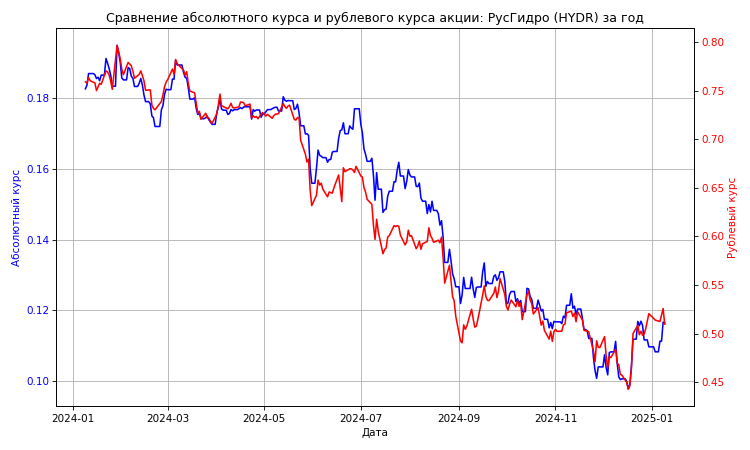 Сравнение абсолютного курса и рублевого курса акции: РусГидро (HYDR) за год
Абсолютный курс
0.18
0.16
0.14
0.12
0.10
0.80
0.75
0.70
0.65
0.60
0.55
0.50
0.45
Рублевый курс
2024-01 2024-03 2024-05 2024-07 2024-09 2024-11 2025-01
Дата